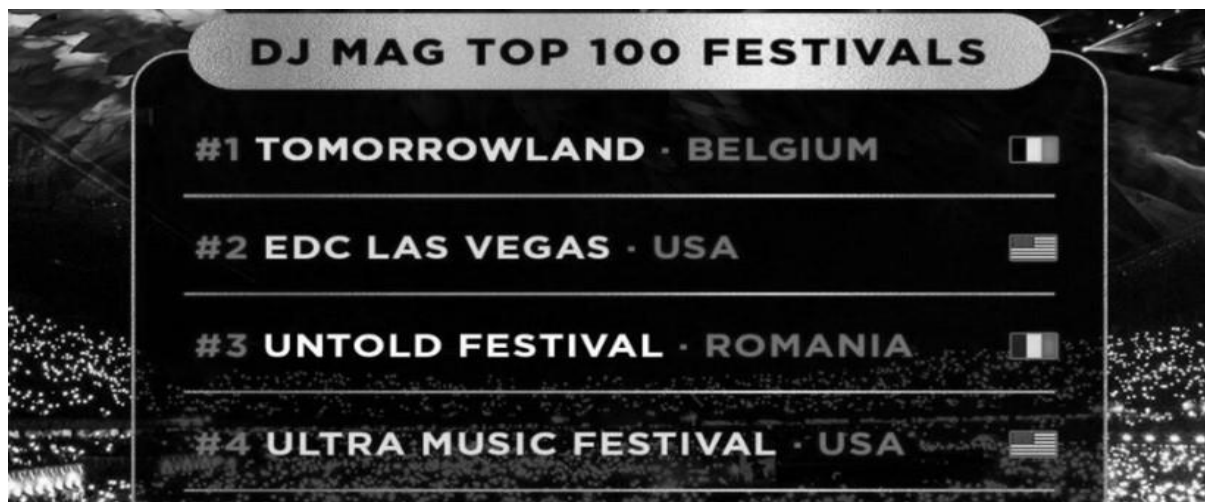 DJ MAG TOP 100 FESTIVALS
#1 TOMORROWLAND · BELGIUM
#2 EDC LAS VEGAS · USA
#3 UNTOLD FESTIVAL · ROMANIA
#4 ULTRA MUSIC FESTIVAL · USA